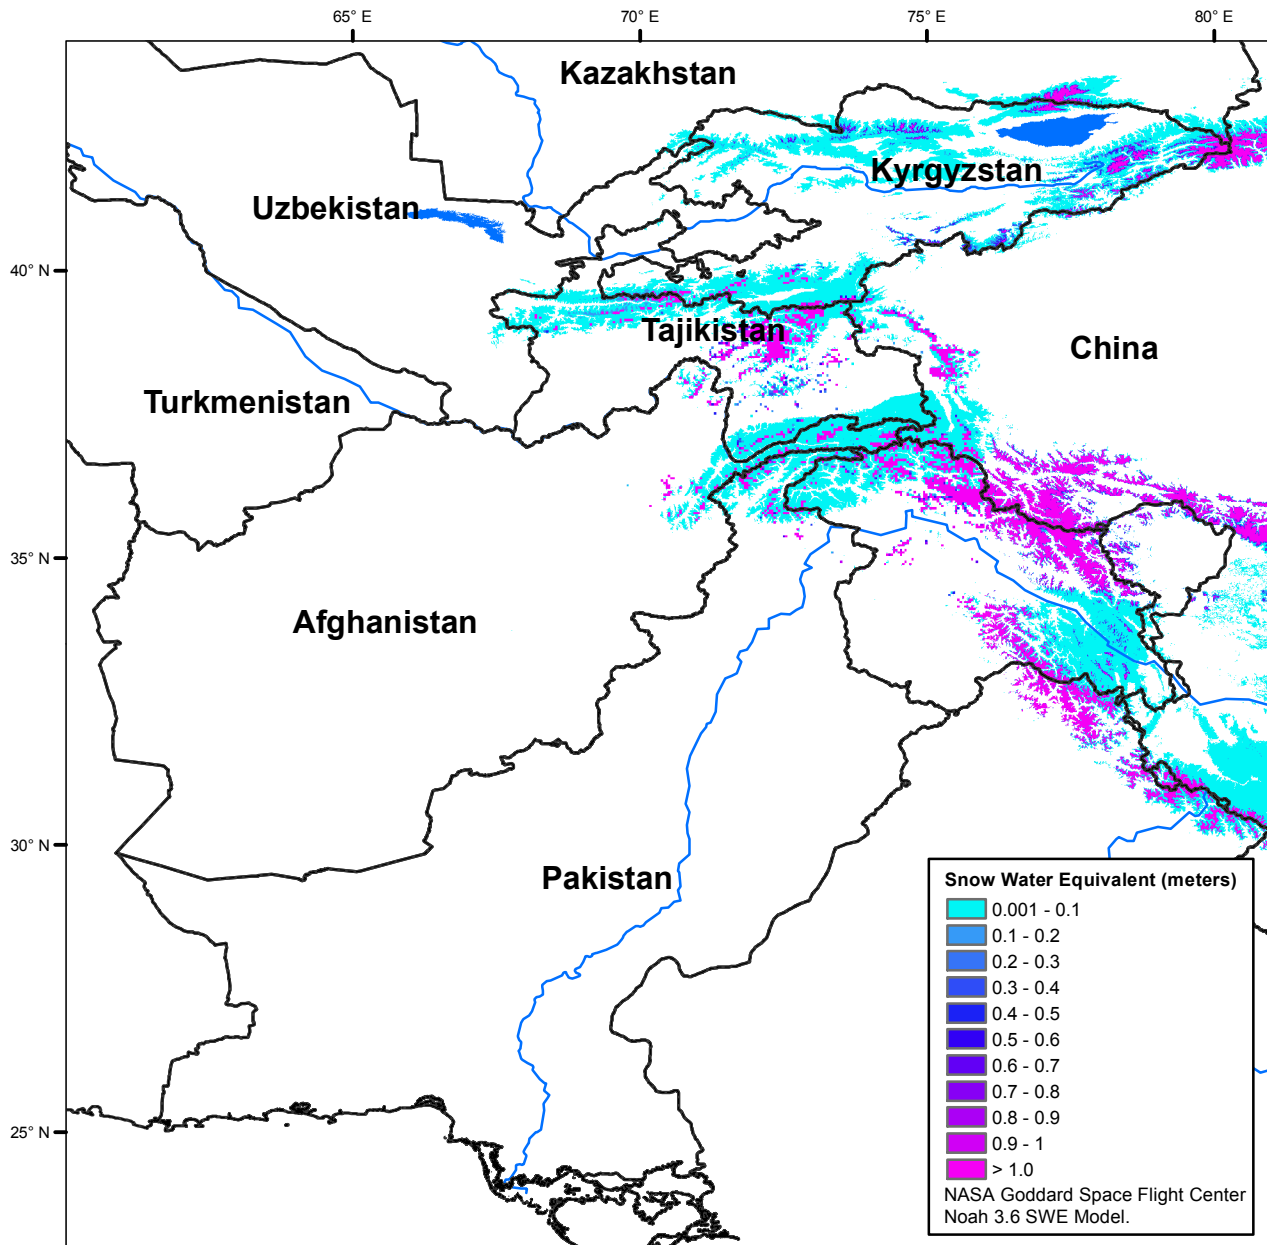 65° E
70° E
75° E
80° E
Kazakhstan
Kyrgyzstan
Uzbekistan
40° N
Tajikistan
China
Turkmenistan
35° N
Afghanistan
30° N
Pakistan
25° N
Snow Water Equivalent (meters)
0.001 - 0.1
0.1 - 0.2
0.2 - 0.3
0.3 - 0.4
0.4 - 0.5
0.5 - 0.6
0.6 - 0.7
0.7 - 0.8
0.8 - 0.9
0.9 - 1
> 1.0
NASA Goddard Space Flight Center
Noah 3.6 SWE Model.